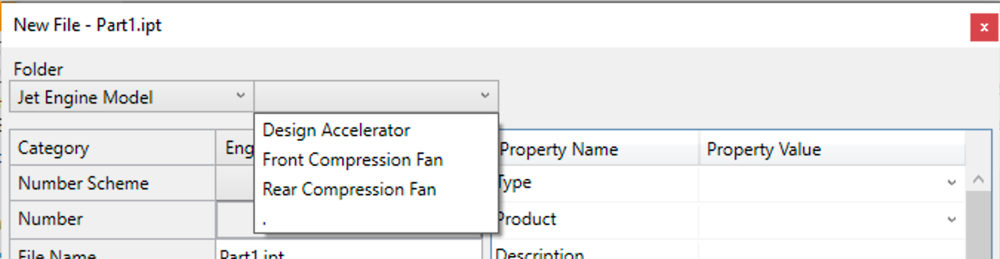 New File - Part1.ipt
x
Folder
Jet Engine Model
Design Accelerator
Front Compression Fan
Rear Compression Fan
.
Category
Eng
Number Scheme
Number
File Name
Part1.ipt
Property Name
Property Value
Type
Product
Description